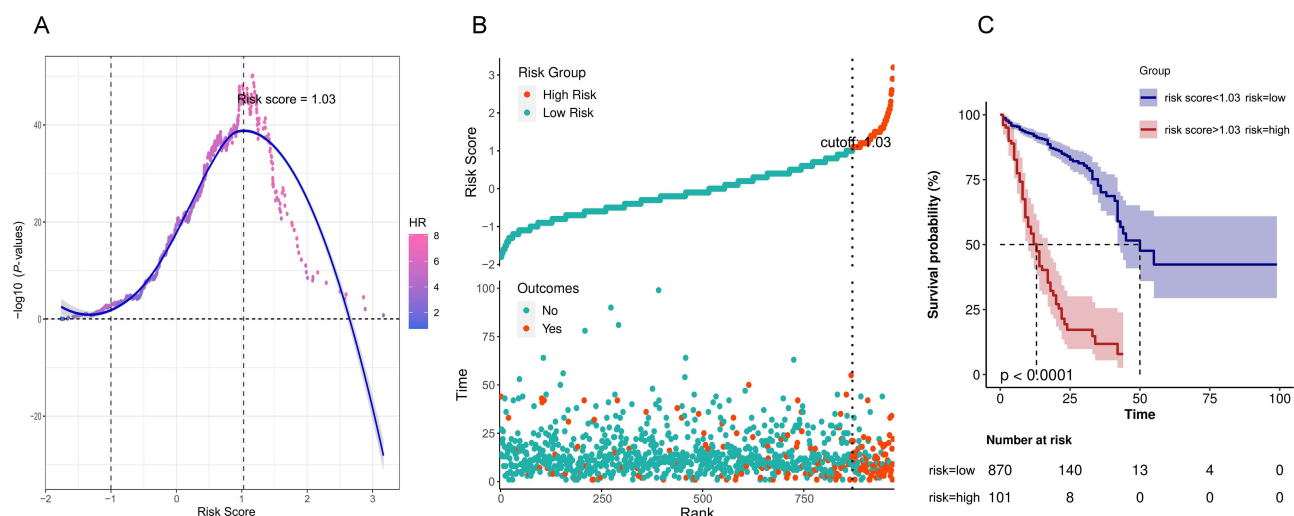 A
−log10 (P-values)
40
20
0
−20
−2
−1
0
1
2
3
Risk Score
Risk score = 1.03
HR
8
6
4
2
B
Risk Group
High Risk
Low Risk
cutoff: 1.03
Risk Score
3
2
1
0
−1
−2
Outcomes
No
Yes
Time
100
75
50
25
0
0
250
500
750
Rank
C
Group
risk score<1.03 risk=low
risk score>1.03 risk=high
Survival probability (%)
100
75
50
25
0
p < 0.0001
0 25 50 75 100
Time
Number at risk
risk=low 870 140 13 4 0
risk=high 101 8 0 0 0